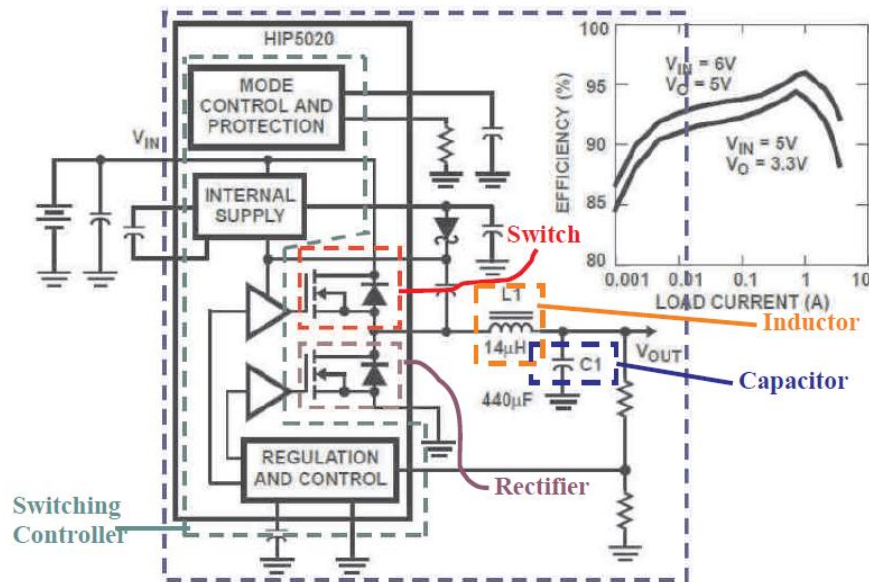 HIP5020
MODE
CONTROL AND
PROTECTION
VIN
INTERNAL
SUPPLY
Switch
L1
14μH
Inductor
C1
VOUT
Capacitor
440μF
REGULATION
AND CONTROL
Rectifier
Switching
Controller
100
95
90
85
80
EFFICIENCY (%)
VIN = 6V
VO = 5V
VIN = 5V
VO = 3.3V
0.001 0.01 0.1 1 10
LOAD CURRENT (A)